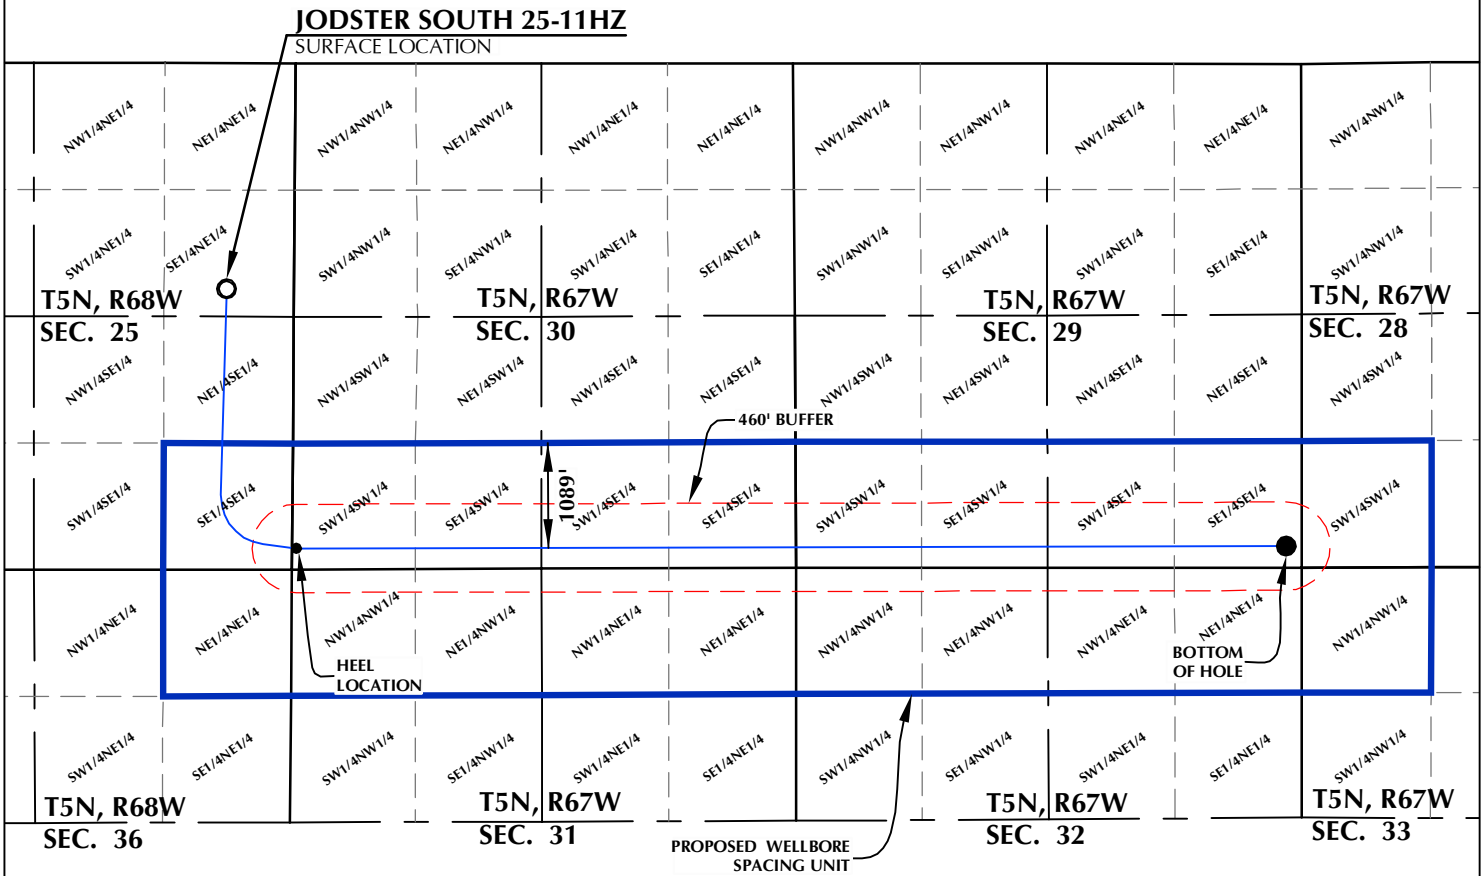 JODSTER SOUTH 25-11HZ
SURFACE LOCATION
NW1/4NE1/4
NE1/4NE1/4
NW1/4NW1/4
NE1/4NW1/4
NW1/4NE1/4
NE1/4NE1/4
NW1/4NW1/4
NE1/4NW1/4
NW1/4NE1/4
NE1/4NE1/4
NW1/4NW1/4
SW1/4NE1/4
SE1/4NE1/4
SW1/4NW1/4
SE1/4NW1/4
SW1/4NE1/4
SE1/4NE1/4
SW1/4NW1/4
SE1/4NW1/4
SW1/4NE1/4
SE1/4NE1/4
SW1/4NW1/4
T5N, R68W
SEC. 25
T5N, R67W
SEC. 30
T5N, R67W
SEC. 29
T5N, R67W
SEC. 28
NW1/4SE1/4
NE1/4SE1/4
NW1/4SW1/4
NE1/4SW1/4
NW1/4SE1/4
NE1/4SE1/4
NW1/4SW1/4
NE1/4SW1/4
NW1/4SE1/4
NE1/4SE1/4
NW1/4SW1/4
460' BUFFER
1089'
SW1/4SE1/4
SE1/4SE1/4
SW1/4SW1/4
SE1/4SW1/4
SW1/4SE1/4
SE1/4SE1/4
SW1/4SW1/4
SE1/4SW1/4
SW1/4SE1/4
SE1/4SE1/4
SW1/4SW1/4
NW1/4NE1/4
NE1/4NE1/4
NW1/4NW1/4
NE1/4NW1/4
NW1/4NE1/4
NE1/4NE1/4
NW1/4NW1/4
NE1/4NW1/4
NW1/4NE1/4
NE1/4NE1/4
NW1/4NW1/4
HEEL
LOCATION
BOTTOM
OF HOLE
SW1/4NE1/4
SE1/4NE1/4
SW1/4NW1/4
SE1/4NW1/4
SW1/4NE1/4
SE1/4NE1/4
SW1/4NW1/4
SE1/4NW1/4
SW1/4NE1/4
SE1/4NE1/4
SW1/4NW1/4
T5N, R68W
SEC. 36
T5N, R67W
SEC. 31
T5N, R67W
SEC. 32
T5N, R67W
SEC. 33
PROPOSED WELLBORE
SPACING UNIT